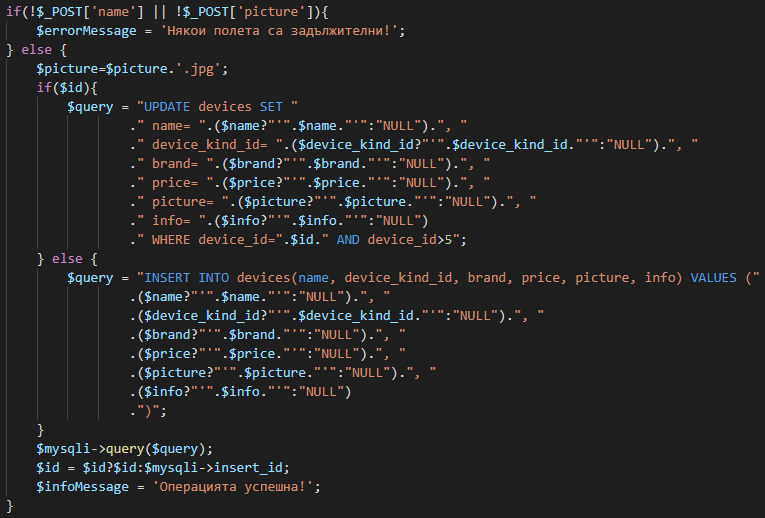 if(!$_POST['name'] || !$_POST['picture']){
    $errorMessage = 'Някои полета са задължителни!';
} else {
    $picture=$picture.'.jpg';
    if($id){
        $query = "UPDATE devices SET "
                ." name= ".($name?"'".$name."'":"NULL").", "
                ." device_kind_id= ".($device_kind_id?"'".$device_kind_id."'":"NULL").", "
                ." brand= ".($brand?"'".$brand."'":"NULL").", "
                ." price= ".($price?"'".$price."'":"NULL").", "
                ." picture= ".($picture?"'".$picture."'":"NULL").", "
                ." info= ".($info?"'".$info."'":"NULL")
                ." WHERE device_id=".$id." AND device_id>5";
    } else {
        $query = "INSERT INTO devices(name, device_kind_id, brand, price, picture, info) VALUES ("
                .($name?"'".$name."'":"NULL").", "
                .($device_kind_id?"'".$device_kind_id."'":"NULL").", "
                .($brand?"'".$brand."'":"NULL").", "
                .($price?"'".$price."'":"NULL").", "
                .($picture?"'".$picture."'":"NULL").", "
                .($info?"'".$info."'":"NULL")
                .")";
    }
    $mysqli->query($query);
    $id = $id?$id:$mysqli->insert_id;
    $infoMessage = 'Операцията успешна!';
}